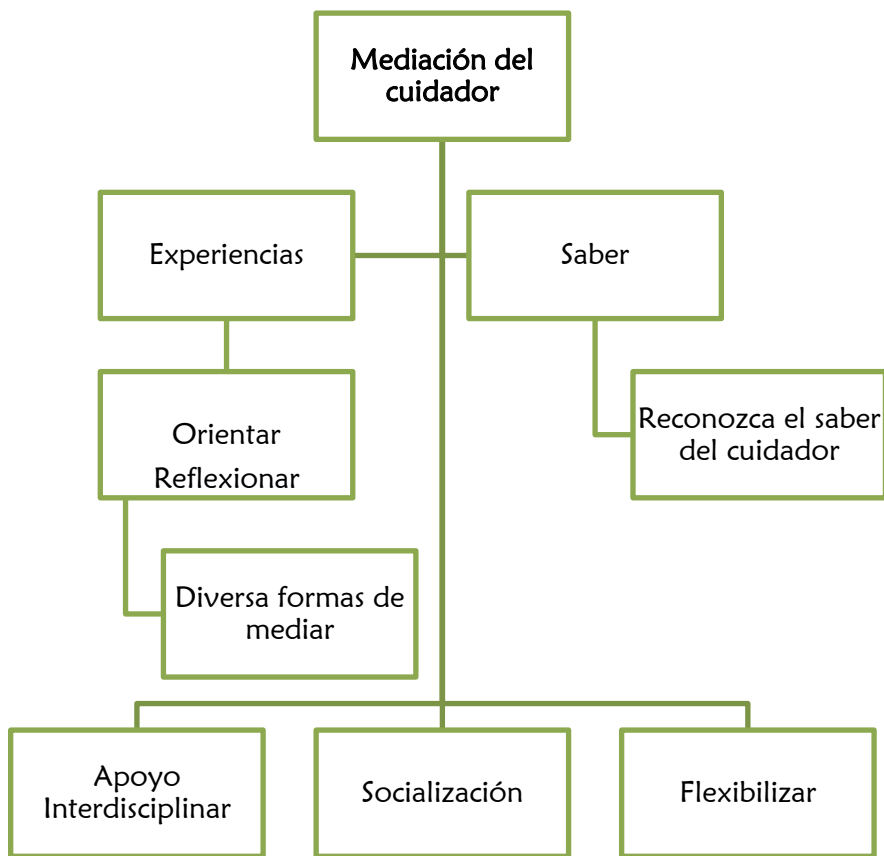 Mediación del
cuidador
Experiencias
Saber
Orientar
Reflexionar
Reconozca el saber
del cuidador
Diversa formas de
mediar
Apoyo
Interdisciplinar
Socialización
Flexibilizar